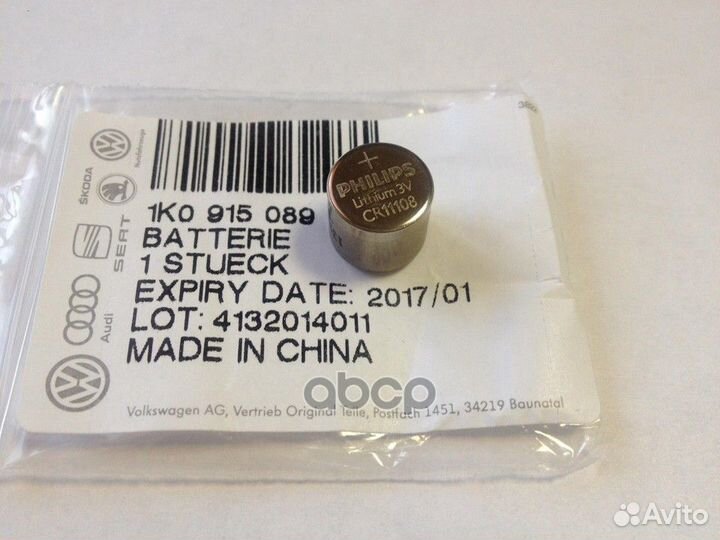 Nutzfahrzeuge
ŠKODA
SEAT
Audi
1K0 915 089
BATTERIE
1 STUECK
EXPIRY DATE: 2017/01
LOT: 4132014011
MADE IN CHINA
Volkswagen AG, Vertrieb Original Teile, Postfach 1451, 34219 Baunatal
+
PHILIPS
Lithium 3V
CR11108
abcp
Avito